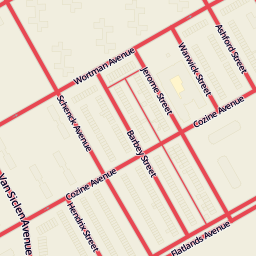 Wortman Avenue
Ashford Street
Warwick Street
Jerome Street
Schenck Avenue
Cozine Avenue
Barbey Street
Cozine Avenue
Van Siclen Avenue
Hendrix Street
Flatlands Avenue